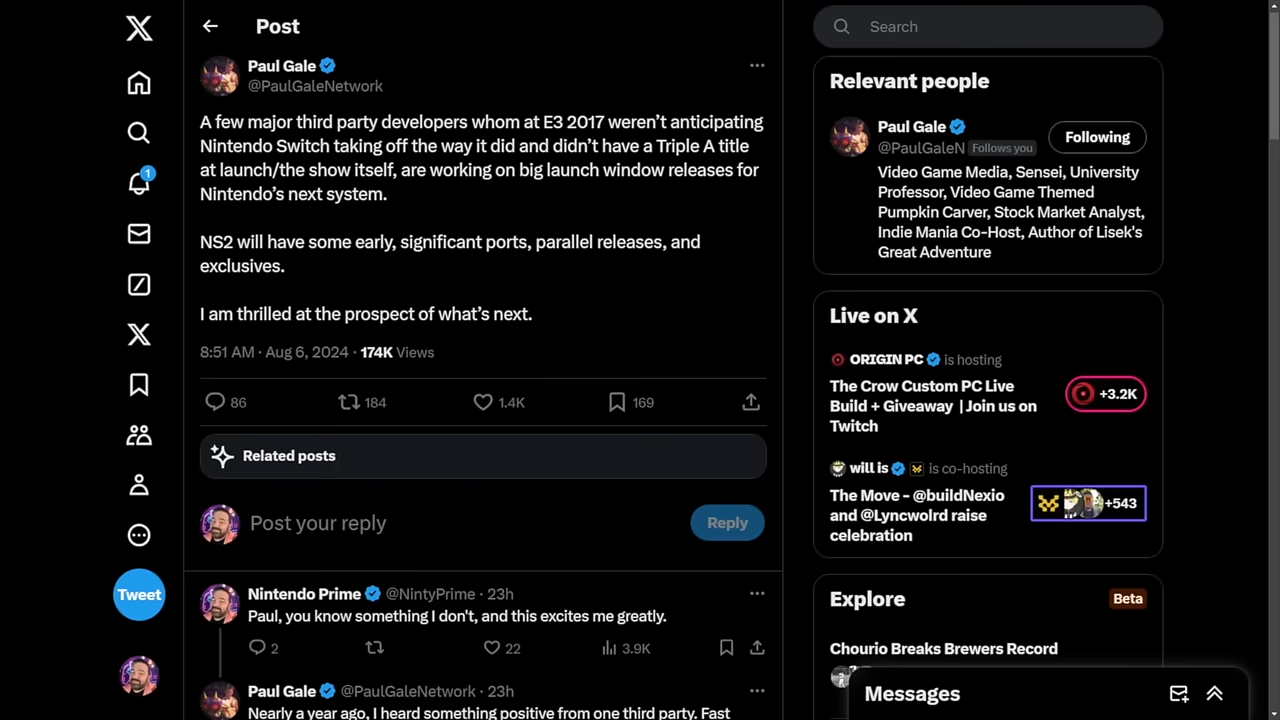 Post
Paul Gale
@PaulGaleNetwork
A few major third party developers whom at E3 2017 weren’t anticipating
Nintendo Switch taking off the way it did and didn’t have a Triple A title
at launch/the show itself, are working on big launch window releases for
Nintendo’s next system.
NS2 will have some early, significant ports, parallel releases, and
exclusives.
I am thrilled at the prospect of what’s next.
8:51 AM · Aug 6, 2024 · 174K Views
86 184 1.4K 169
Related posts
Post your reply
Reply
Nintendo Prime @NintyPrime · 23h
Paul, you know something I don't, and this excites me greatly.
2 22 3.9K
Paul Gale @PaulGaleNetwork · 23h
Nearly a year ago, I heard something positive from one third party. Fast
1
Tweet
Search
Relevant people
Paul Gale
@PaulGaleN Follows you
Following
Video Game Media, Sensei, University
Professor, Video Game Themed
Pumpkin Carver, Stock Market Analyst,
Indie Mania Co-Host, Author of Lisek's
Great Adventure
Live on X
ORIGIN PC is hosting
The Crow Custom PC Live
Build + Giveaway | Join us on
Twitch
+3.2K
will is is co-hosting
The Move - @buildNexio
and @Lyncwolrd raise
celebration
+543
Explore
Beta
Chourio Breaks Brewers Record
Messages